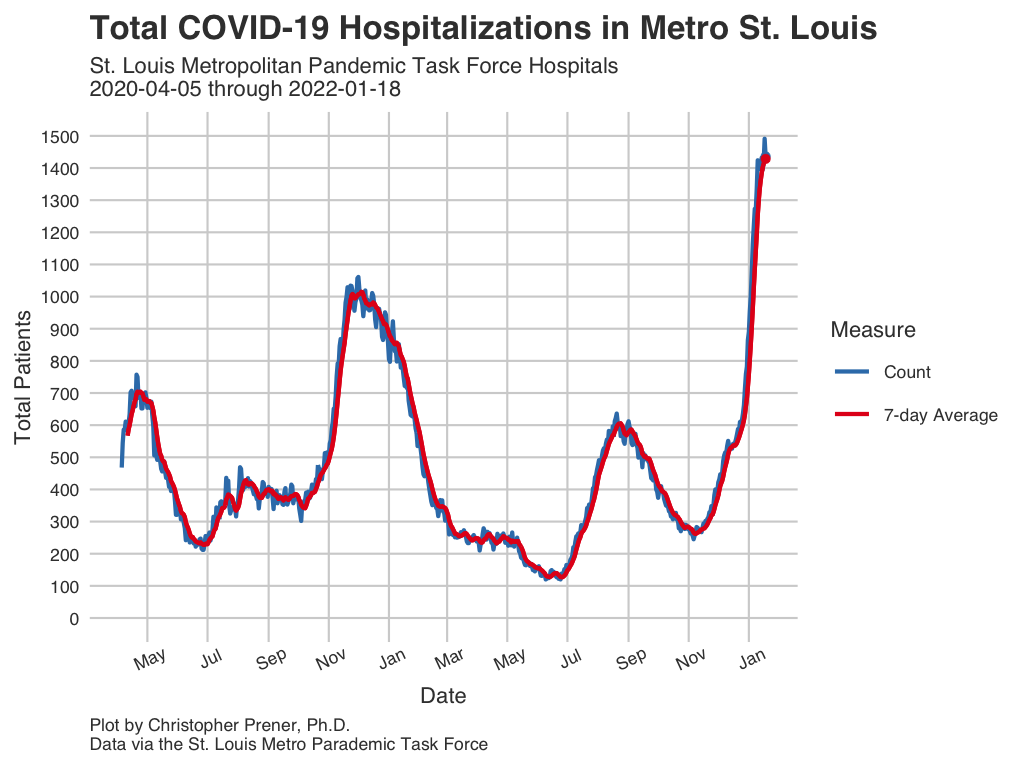 Total COVID-19 Hospitalizations in Metro St. Louis
St. Louis Metropolitan Pandemic Task Force Hospitals
2020-04-05 through 2022-01-18
1500
1400
1300
1200
1100
1000
900
800
700
600
500
400
300
200
100
0
Total Patients
May Jul Sep Nov Jan Mar May Jul Sep Nov Jan
Date
Measure
Count
7-day Average
Plot by Christopher Prener, Ph.D.
Data via the St. Louis Metro Parademic Task Force